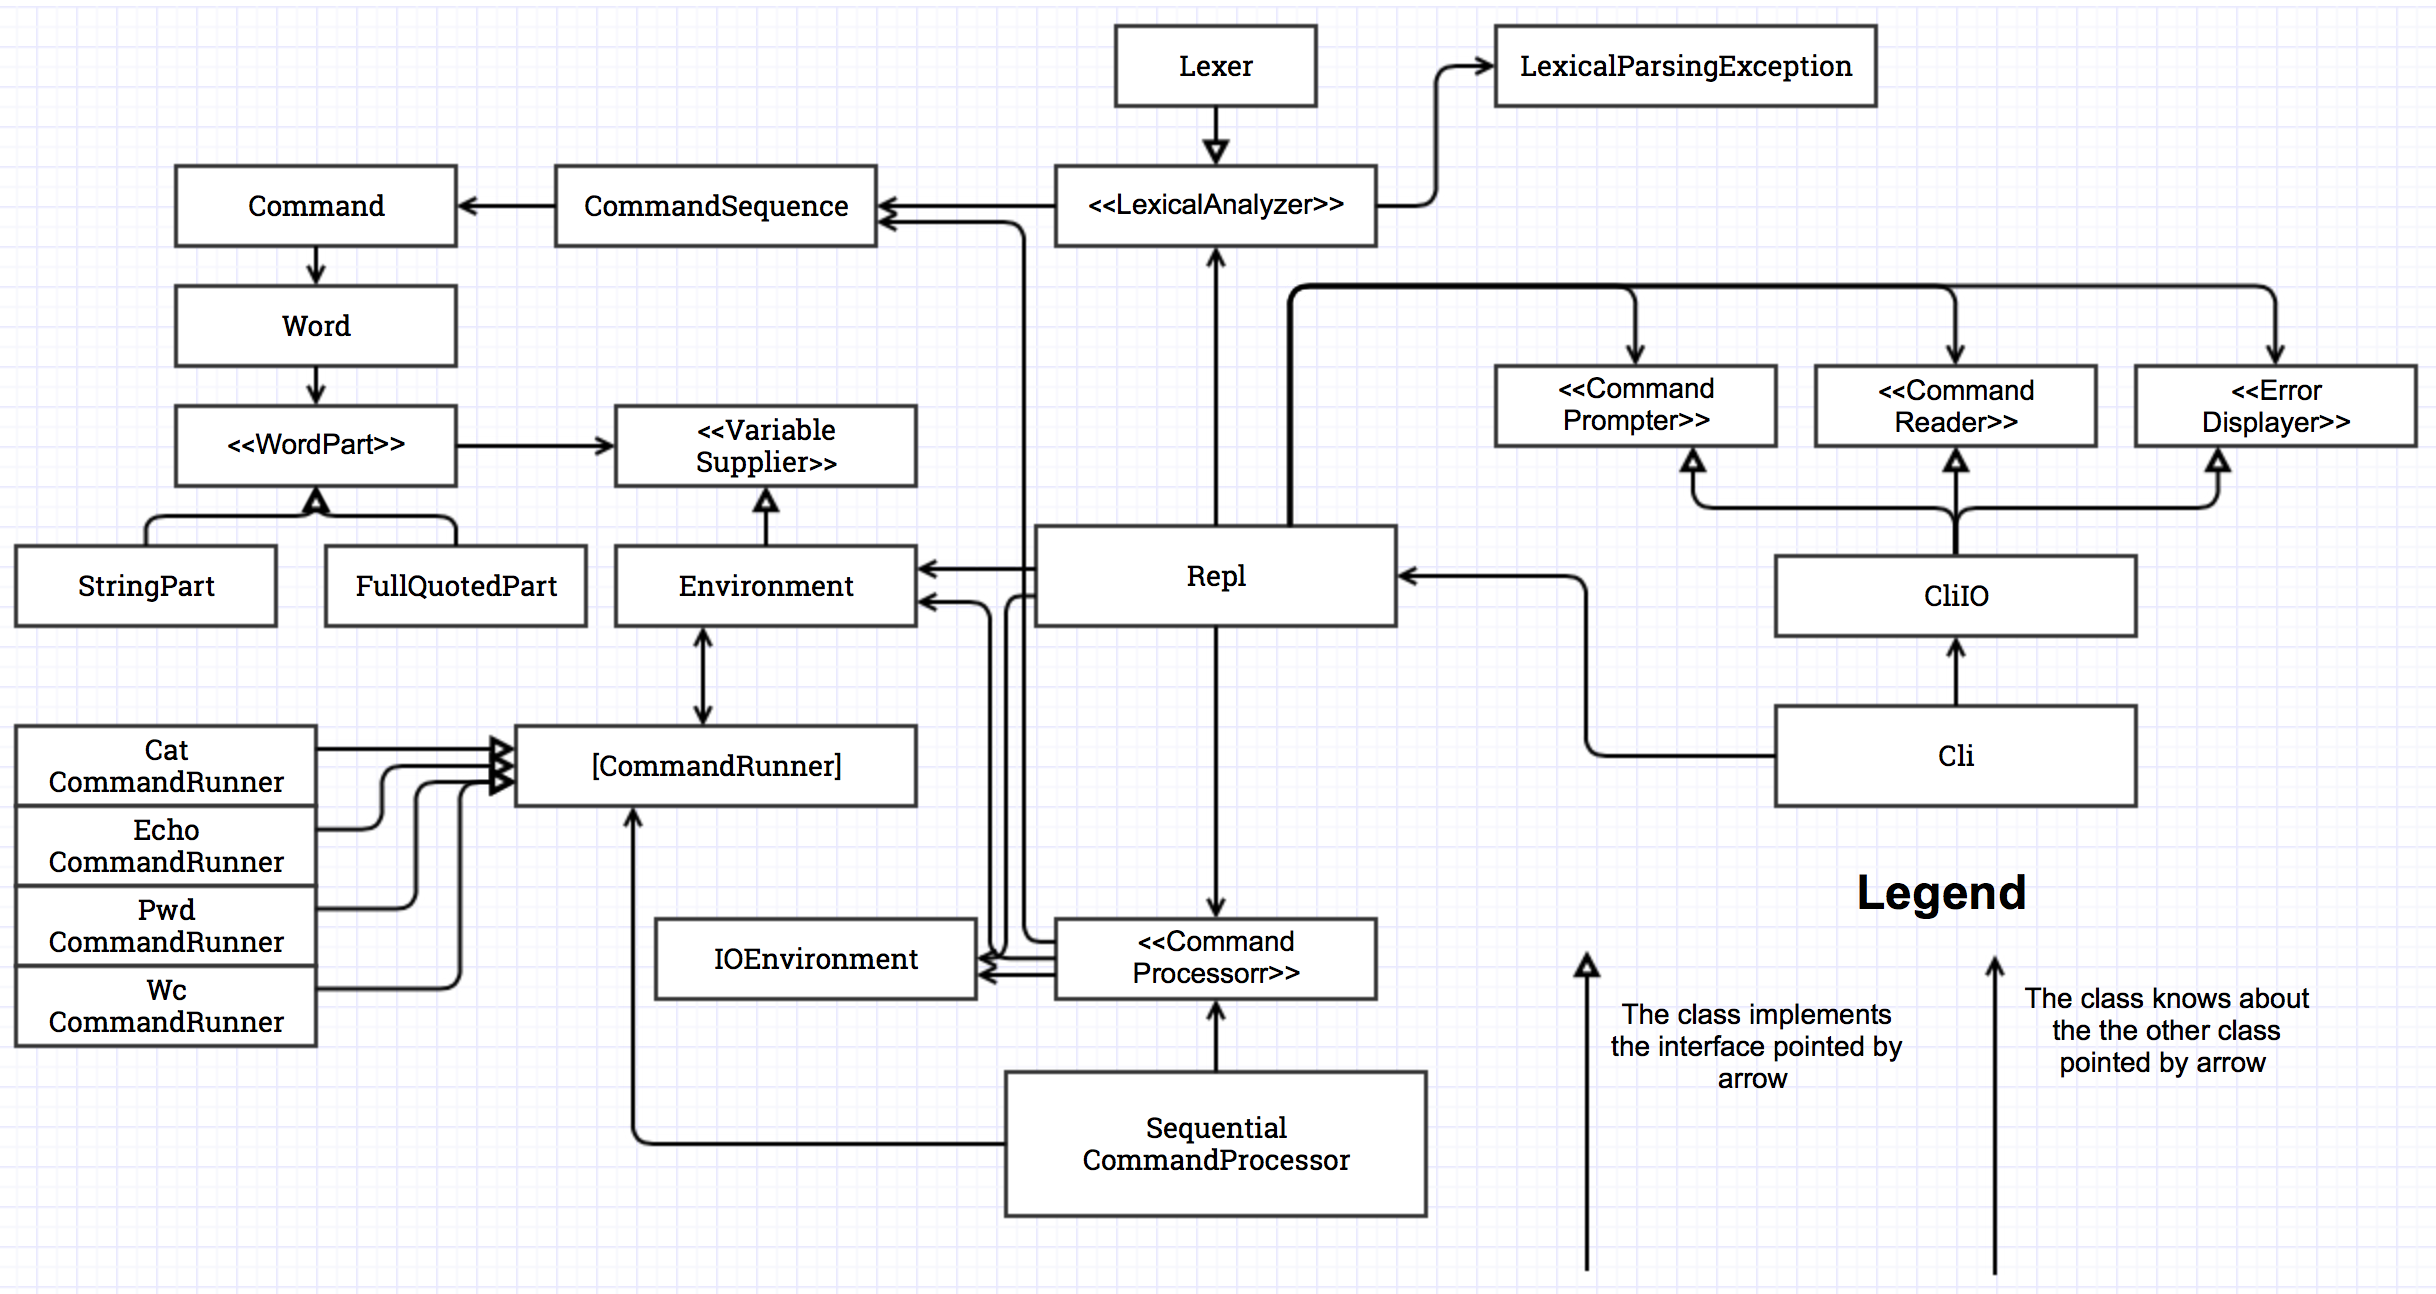 Lexer
LexicalParsingException
Command
CommandSequence
<<LexicalAnalyzer>>
Word
<<WordPart>>
<<Variable
Supplier>>
<<Command
Prompter>>
<<Command
Reader>>
<<Error
Displayer>>
StringPart
FullQuotedPart
Environment
Repl
CliIO
Cat
CommandRunner
Echo
CommandRunner
Pwd
CommandRunner
Wc
CommandRunner
[CommandRunner]
Cli
IOEnvironment
<<Command
Processorr>>
Sequential
CommandProcessor
Legend
The class implements
the interface pointed by
arrow
The class knows about
the the other class
pointed by arrow